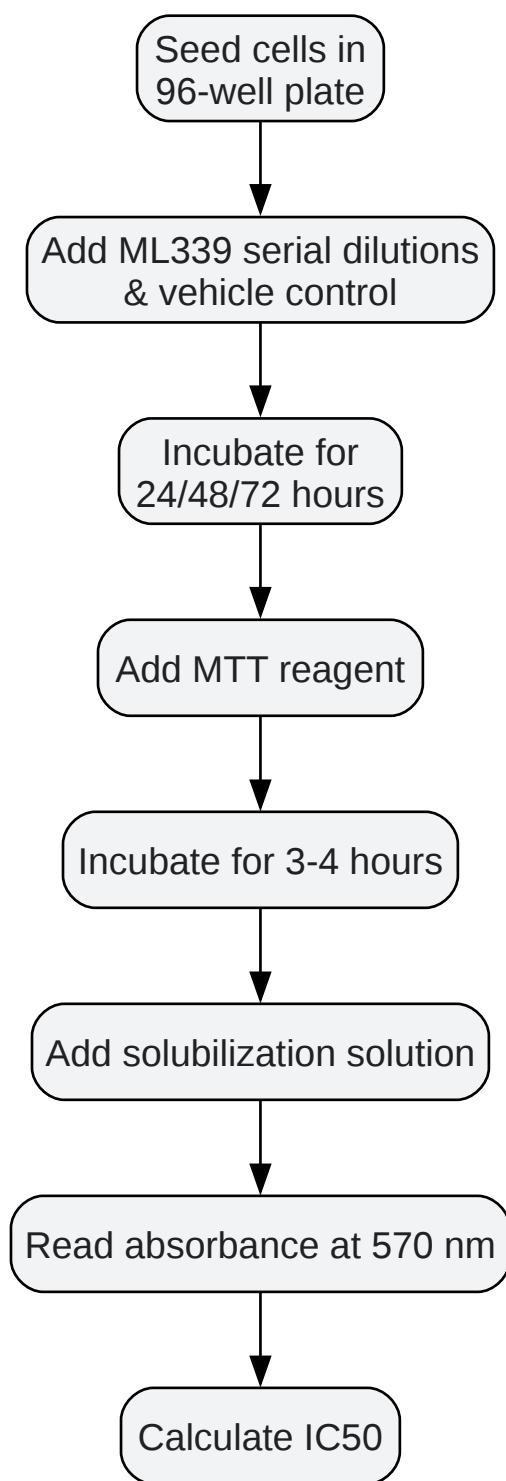 Seed cells in
96-well plate
Add ML339 serial dilutions
& vehicle control
Incubate for
24/48/72 hours
Add MTT reagent
Incubate for 3-4 hours
Add solubilization solution
Read absorbance at 570 nm
Calculate IC50